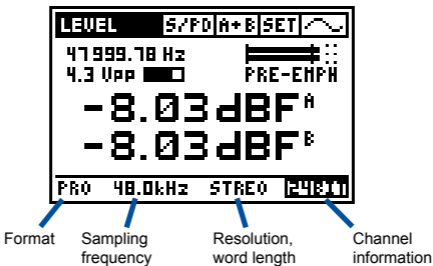 LEVEL S/PD A+B SET
47999.78 Hz
4.3 Vpp PRE-EMPH
-8.03dBF A
-8.03dBF B
PRO 48.0kHz STREO 24BIT
Format Sampling frequency Resolution, word length Channel information